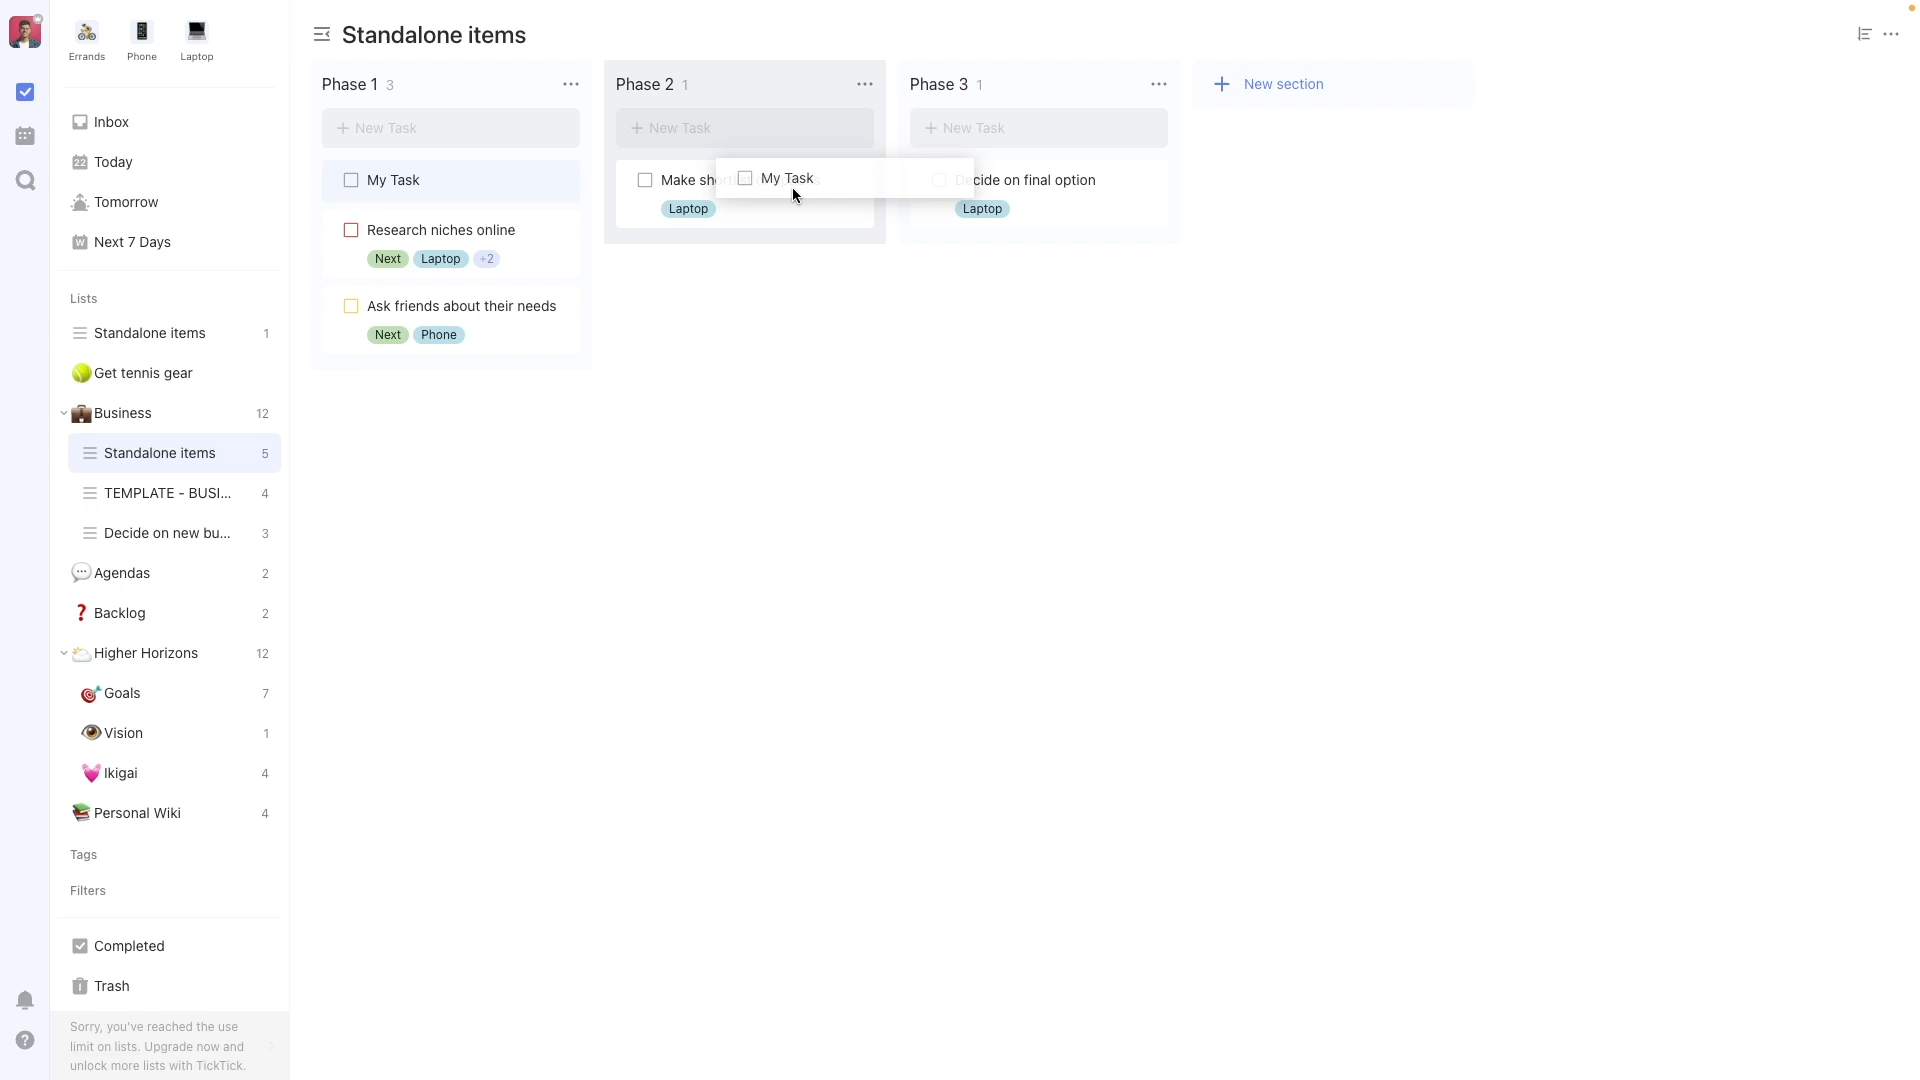 Errands
Phone
Laptop
Inbox
22
Today
Tomorrow
W
Next 7 Days
Lists
Standalone items 1
Get tennis gear
Business 12
Standalone items 5
TEMPLATE - BUSI... 4
Decide on new bu... 3
Agendas 2
Backlog 2
Higher Horizons 12
Goals 7
Vision 1
Ikigai 4
Personal Wiki 4
Tags
Filters
Completed
Trash
Sorry, you've reached the use
limit on lists. Upgrade now and
unlock more lists with TickTick.
Standalone items
Phase 1 3
+ New Task
My Task
Research niches online
Next Laptop +2
Ask friends about their needs
Next Phone
Phase 2 1
+ New Task
Make
My Task
Laptop
Phase 3 1
+ New Task
Decide on final option
Laptop
+ New section